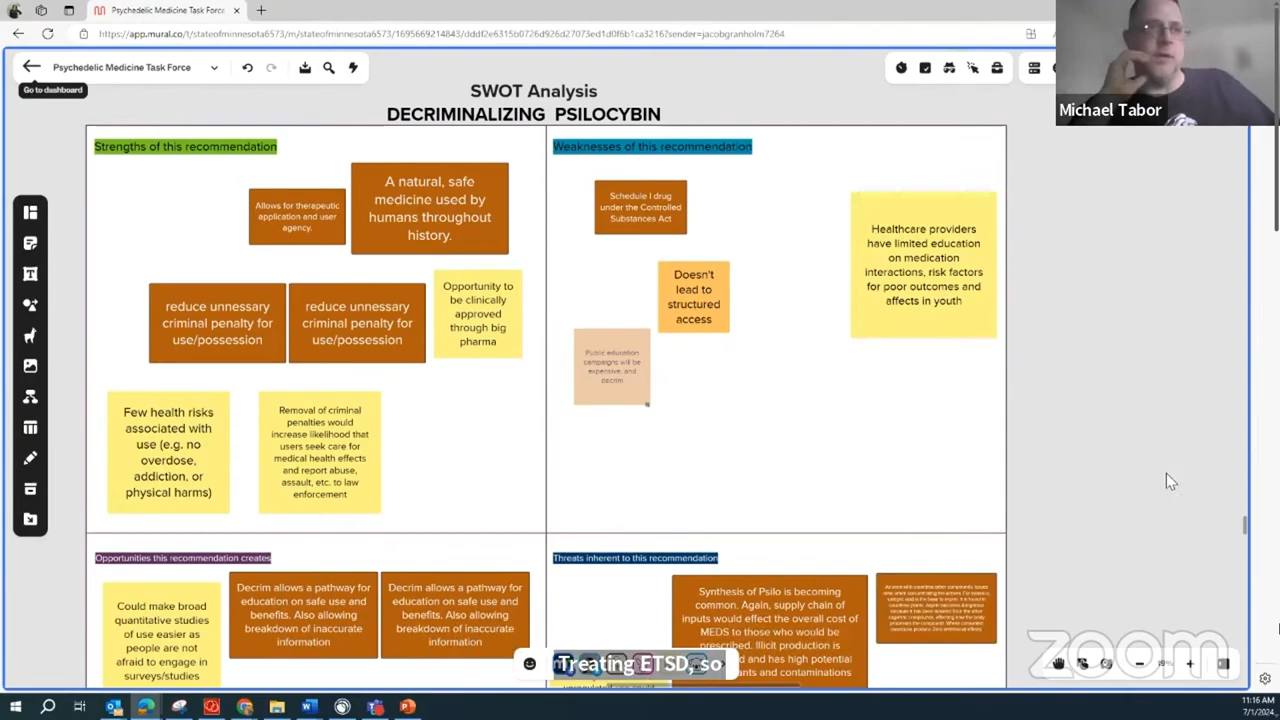 Psychedelic Medicine Task Force
https://app.mural.co/t/stateofminnesota6573/m/stateofminnesota6573/1695669214843/dddf2e6315b0726d926d27073ed1d0f6b1ca3216?sender=jacobgranholm7264
Psychedelic Medicine Task Force
Go to dashboard
Michael Tabor
SWOT Analysis
DECRIMINALIZING PSILOCYBIN
Strengths of this recommendation
Allows for therapeutic
application and user
agency.
A natural, safe
medicine used by
humans throughout
history.
reduce unnessary
criminal penalty for
use/possession
reduce unnessary
criminal penalty for
use/possession
Opportunity to
be clinically
approved
through big
pharma
Few health risks
associated with
use (e.g. no
overdose,
addiction, or
physical harms)
Removal of criminal
penalties would
increase likelihood that
users seek care for
medical health effects
and report abuse,
assault, etc. to law
enforcement
Weaknesses of this recommendation
Schedule I drug
under the Controlled
Substances Act
Doesn't
lead to
structured
access
Public education
campaigns will be
expensive, and
decrim
Healthcare providers
have limited education
on medication
interactions, risk factors
for poor outcomes and
affects in youth
Opportunities this recommendation creates
Could make broad
quantitative studies
of use easier as
people are not
afraid to engage in
surveys/studies
Decrim allows a pathway for
education on safe use and
benefits. Also allowing
breakdown of inaccurate
information
Decrim allows a pathway for
education on safe use and
benefits. Also allowing
breakdown of inaccurate
information
Threats inherent to this recommendation
Synthesis of Psilo is becoming
common. Again, supply chain of
inputs would effect the overall cost of
MEDS to those who would be
prescribed. Illicit production is
and has high potential
and contaminations
Treating ETSD, so
zoom
11:16 AM
7/1/2024